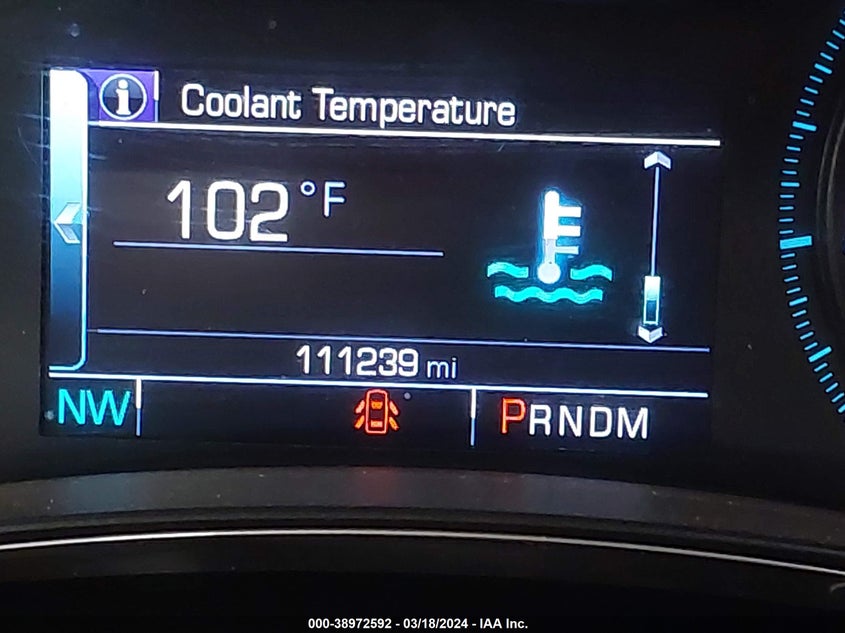 i Coolant Temperature
102 °F
111239 mi
NW PRNDM
000-38972592 - 03/18/2024 - IAA Inc.